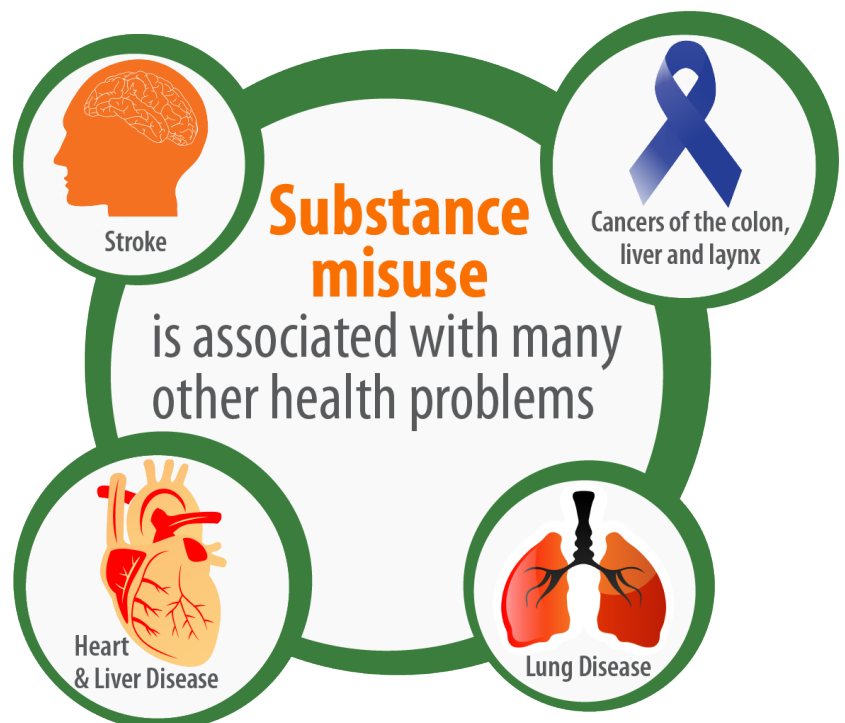 Stroke
Cancers of the colon,
liver and laynx
Substance
misuse
is associated with many
other health problems
Heart
& Liver Disease
Lung Disease